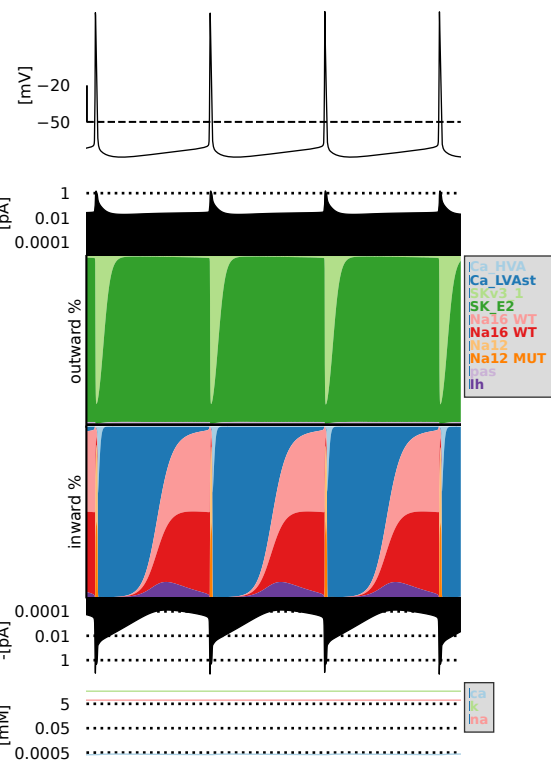 [mV]
−20
−50
[pA]
1
0.01
0.0001
outward %
Ca_HVA
Ca_LVAst
SKv3_1
SK_E2
Na16 WT
Na16 WT
Na12
Na12 MUT
pas
Ih
inward %
-[pA]
0.0001
0.01
1
[mM]
5
0.05
0.0005
ca
k
na